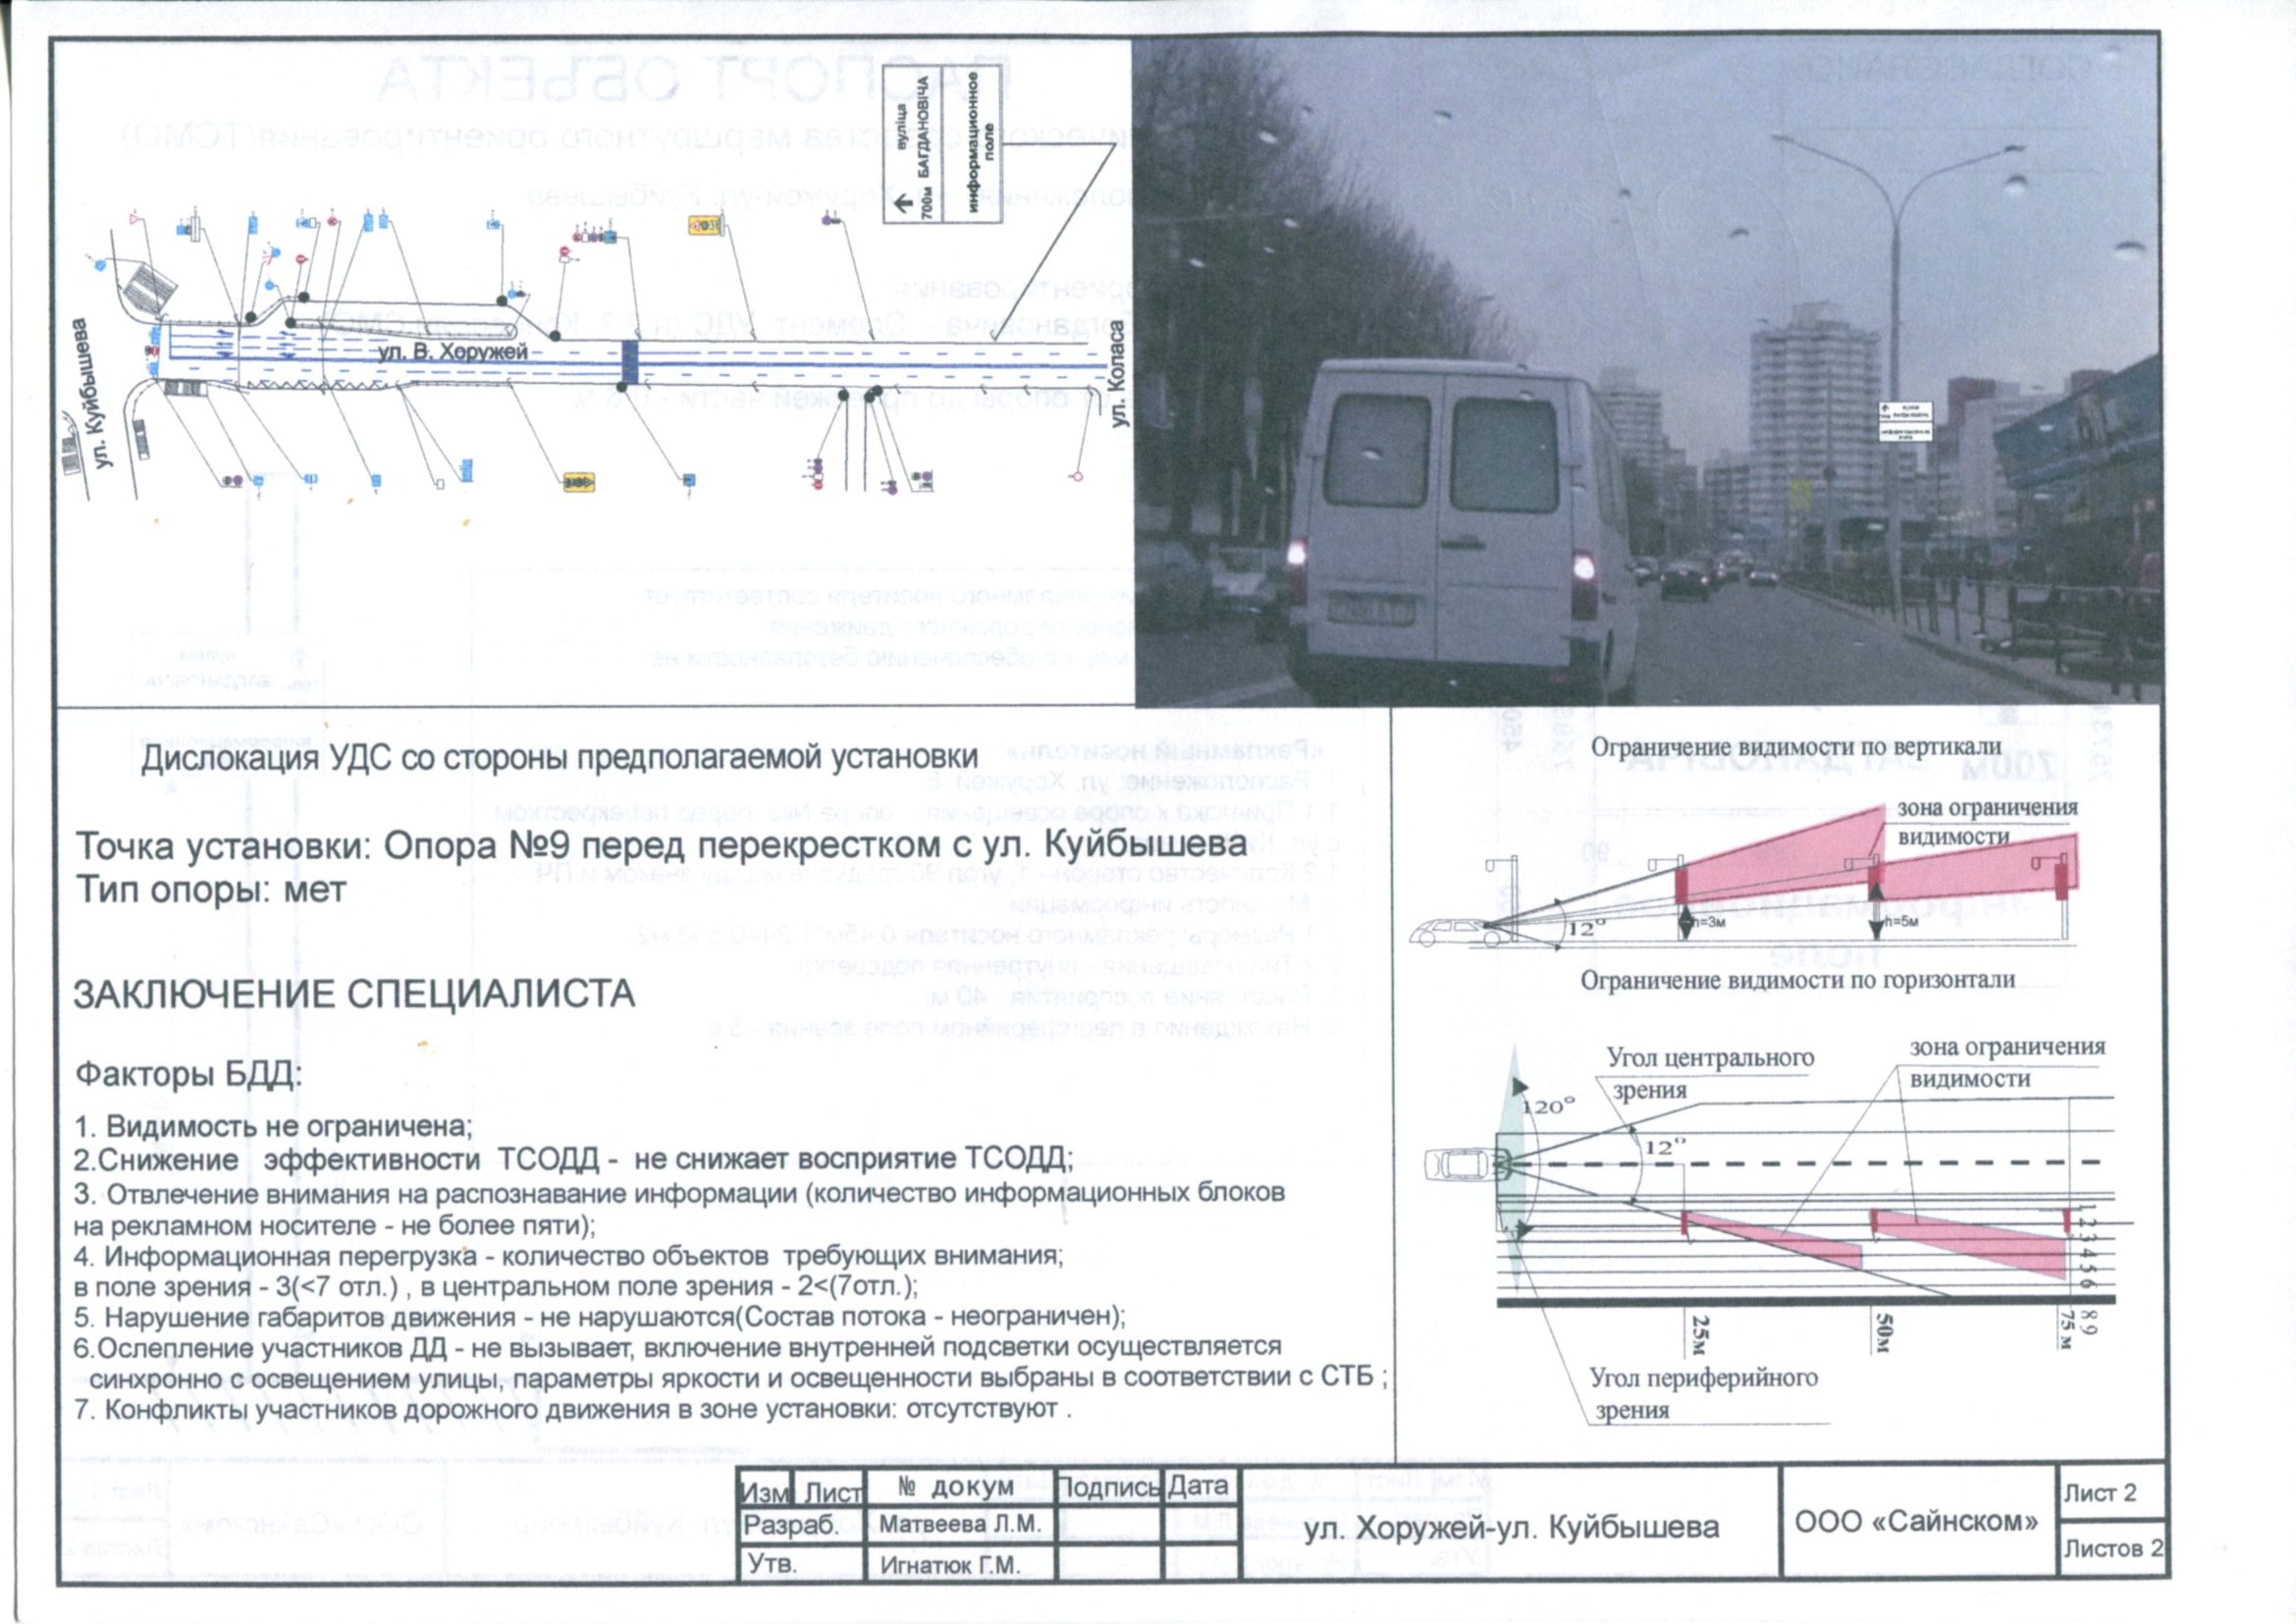 вуліца
700м БАГДАНОВІЧА
информационное
поле
ул. Куйбышева
ул. В. Хоружей
ул. Коласа
Дислокация УДС со стороны предполагаемой установки
Точка установки: Опора №9 перед перекрестком с ул. Куйбышева
Тип опоры: мет
ЗАКЛЮЧЕНИЕ СПЕЦИАЛИСТА
Факторы БДД:
1. Видимость не ограничена;
2.Снижение эффективности ТСОДД - не снижает восприятие ТСОДД;
3. Отвлечение внимания на распознавание информации (количество информационных блоков
на рекламном носителе - не более пяти);
4. Информационная перегрузка - количество объектов требующих внимания;
в поле зрения - 3(<7 отл.) , в центральном поле зрения - 2<(7отл.);
5. Нарушение габаритов движения - не нарушаются(Состав потока - неограничен);
6.Ослепление участников ДД - не вызывает, включение внутренней подсветки осуществляется
синхронно с освещением улицы, параметры яркости и освещенности выбраны в соответствии с СТБ ;
7. Конфликты участников дорожного движения в зоне установки: отсутствуют .
Ограничение видимости по вертикали
зона ограничения
видимости
12°
h=3м
h=5м
Ограничение видимости по горизонтали
Угол центрального
зрения
зона ограничения
видимости
120°
12°
1 2 3 4 5 6 8 9
25м
50м
75 м
Угол периферийного
зрения
Изм Лист № докум Подпись Дата
Разраб. Матвеева Л.М.
Утв. Игнатюк Г.М.
ул. Хоружей-ул. Куйбышева
ООО «Сайнском»
Лист 2
Листов 2